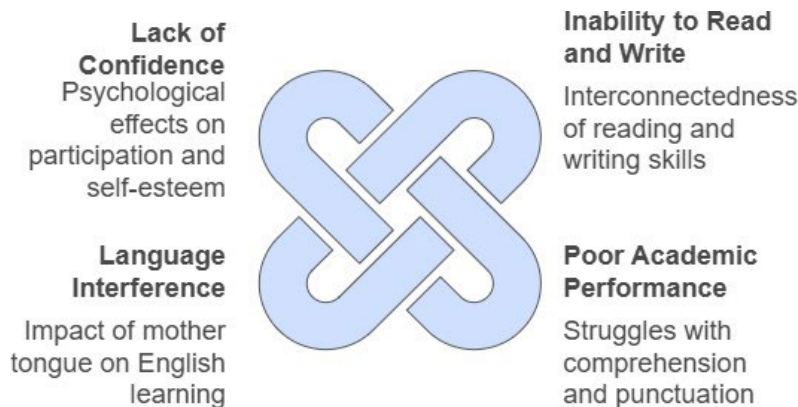 Lack of
Confidence
Psychological
effects on
participation and
self-esteem
Inability to Read
and Write
Interconnectedness
of reading and
writing skills
Language
Interference
Impact of mother
tongue on English
learning
Poor Academic
Performance
Struggles with
comprehension
and punctuation